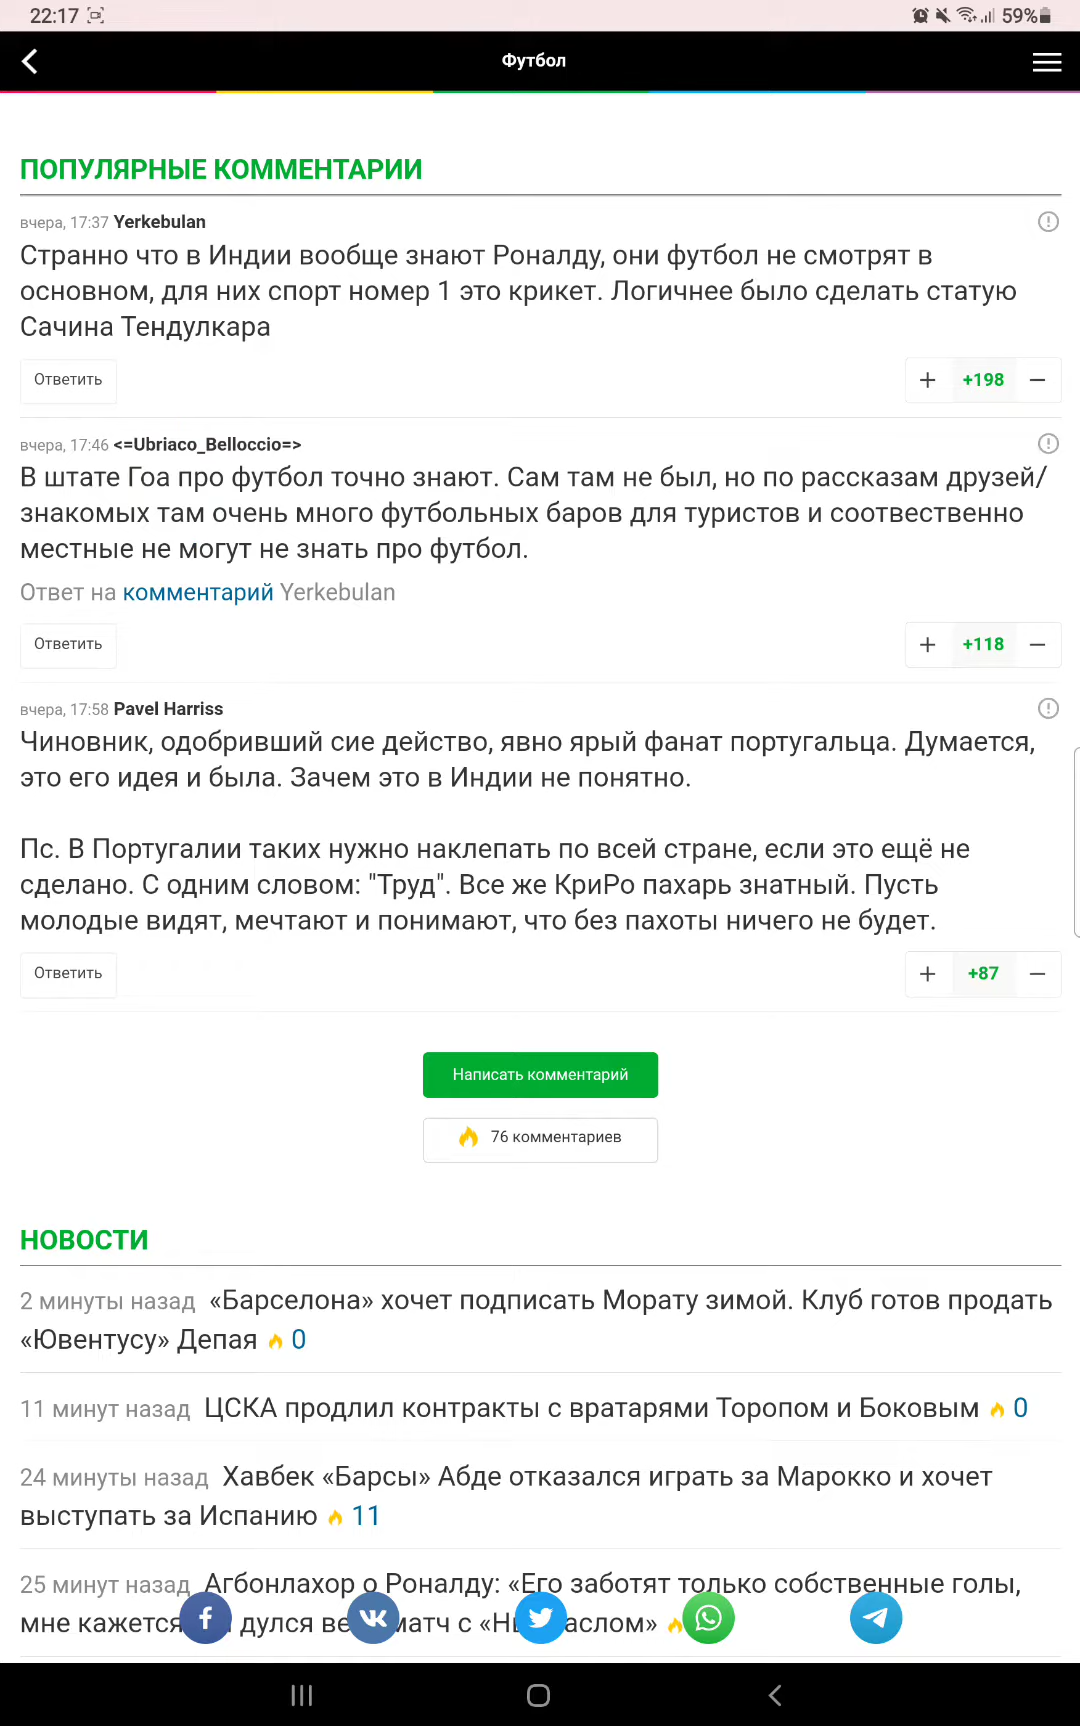 22:17
59%
Футбол
ПОПУЛЯРНЫЕ КОММЕНТАРИИ
вчера, 17:37 Yerkebulan
Странно что в Индии вообще знают Роналду, они футбол не смотрят в
основном, для них спорт номер 1 это крикет. Логичнее было сделать статую
Сачина Тендулкара
Ответить
+ +198 −
вчера, 17:46 <=Ubriaco_Belloccio=>
В штате Гоа про футбол точно знают. Сам там не был, но по рассказам друзей/
знакомых там очень много футбольных баров для туристов и соотвественно
местные не могут не знать про футбол.
Ответ на комментарий Yerkebulan
Ответить
+ +118 −
вчера, 17:58 Pavel Harriss
Чиновник, одобривший сие действо, явно ярый фанат португальца. Думается,
это его идея и была. Зачем это в Индии не понятно.
Пс. В Португалии таких нужно наклепать по всей стране, если это ещё не
сделано. С одним словом: "Труд". Все же КриРо пахарь знатный. Пусть
молодые видят, мечтают и понимают, что без пахоты ничего не будет.
Ответить
+ +87 −
Написать комментарий
76 комментариев
НОВОСТИ
2 минуты назад «Барселона» хочет подписать Морату зимой. Клуб готов продать
«Ювентусу» Депая 0
11 минут назад ЦСКА продлил контракты с вратарями Торопом и Боковым 0
24 минуты назад Хавбек «Барсы» Абде отказался играть за Марокко и хочет
выступать за Испанию 11
25 минут назад Агбонлахор о Роналду: «Его заботят только собственные голы,
мне кажется дулся матч с